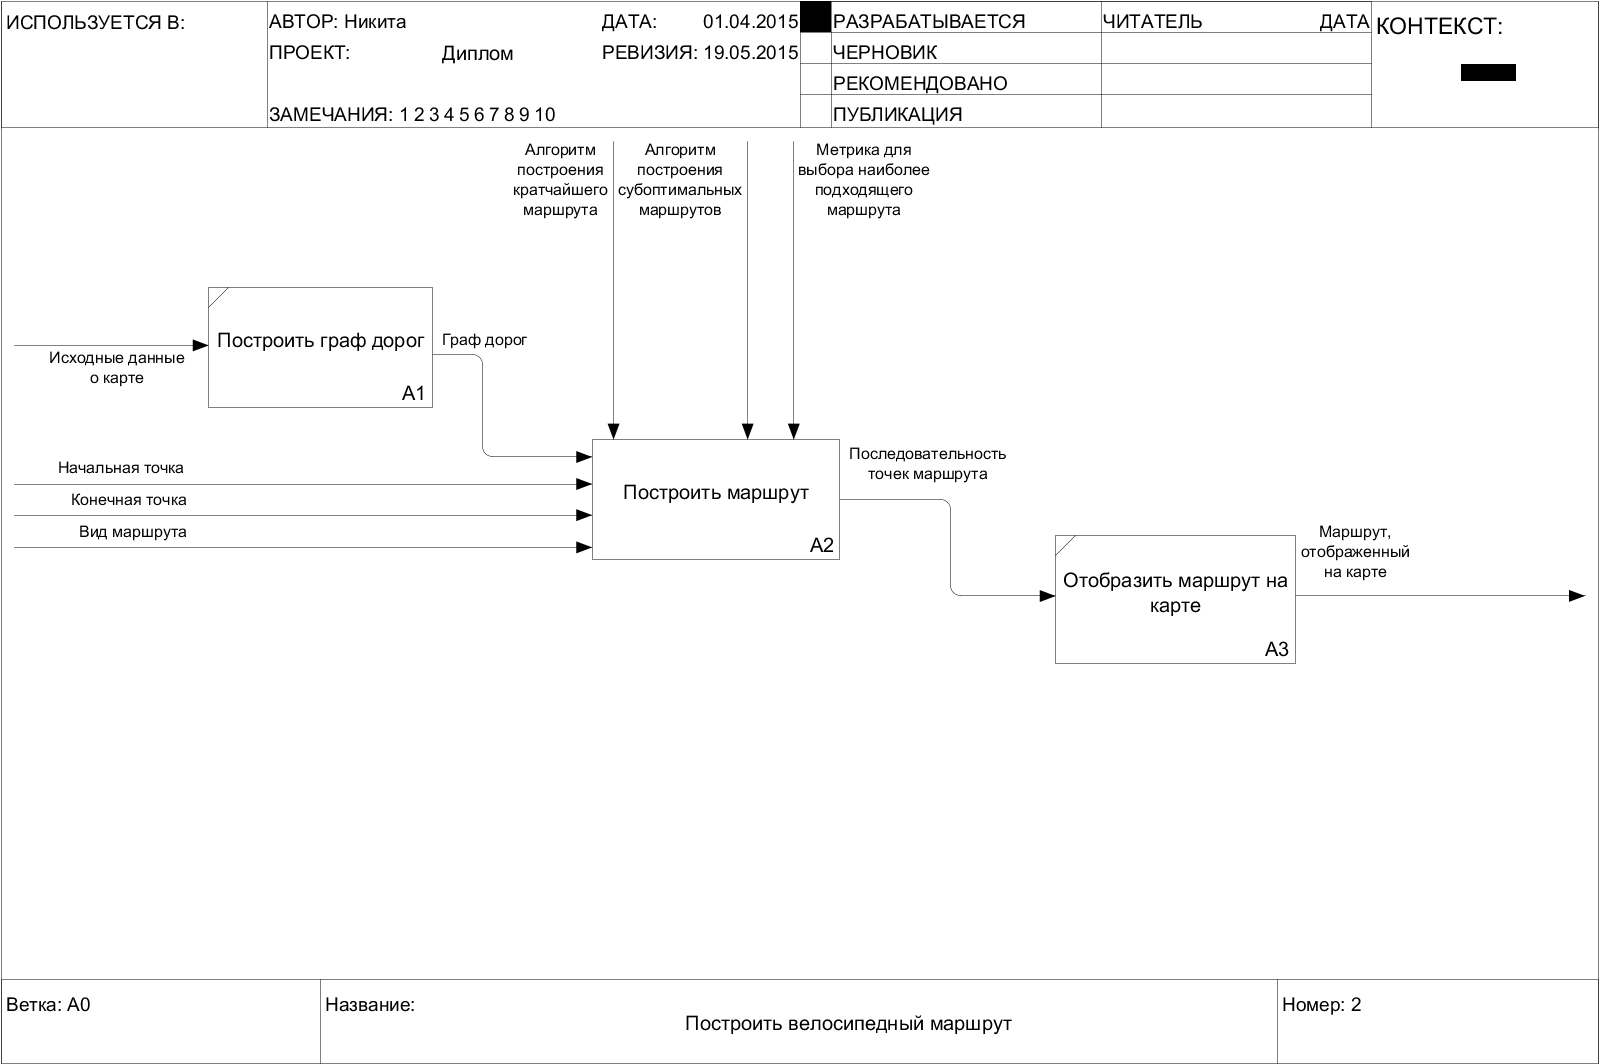 ИСПОЛЬЗУЕТСЯ В:
АВТОР: Никита
ДАТА: 01.04.2015
ПРОЕКТ: Диплом
РЕВИЗИЯ: 19.05.2015
ЗАМЕЧАНИЯ: 1 2 3 4 5 6 7 8 9 10
РАЗРАБАТЫВАЕТСЯ
ЧЕРНОВИК
РЕКОМЕНДОВАНО
ПУБЛИКАЦИЯ
ЧИТАТЕЛЬ
ДАТА
КОНТЕКСТ:
Алгоритм
построения
кратчайшего
маршрута
Алгоритм
построения
субоптимальных
маршрутов
Метрика для
выбора наиболее
подходящего
маршрута
Исходные данные
о карте
Построить граф дорог
A1
Граф дорог
Начальная точка
Конечная точка
Вид маршрута
Построить маршрут
A2
Последовательность
точек маршрута
Отобразить маршрут на
карте
A3
Маршрут,
отображенный
на карте
Ветка: A0
Название:
Построить велосипедный маршрут
Номер: 2